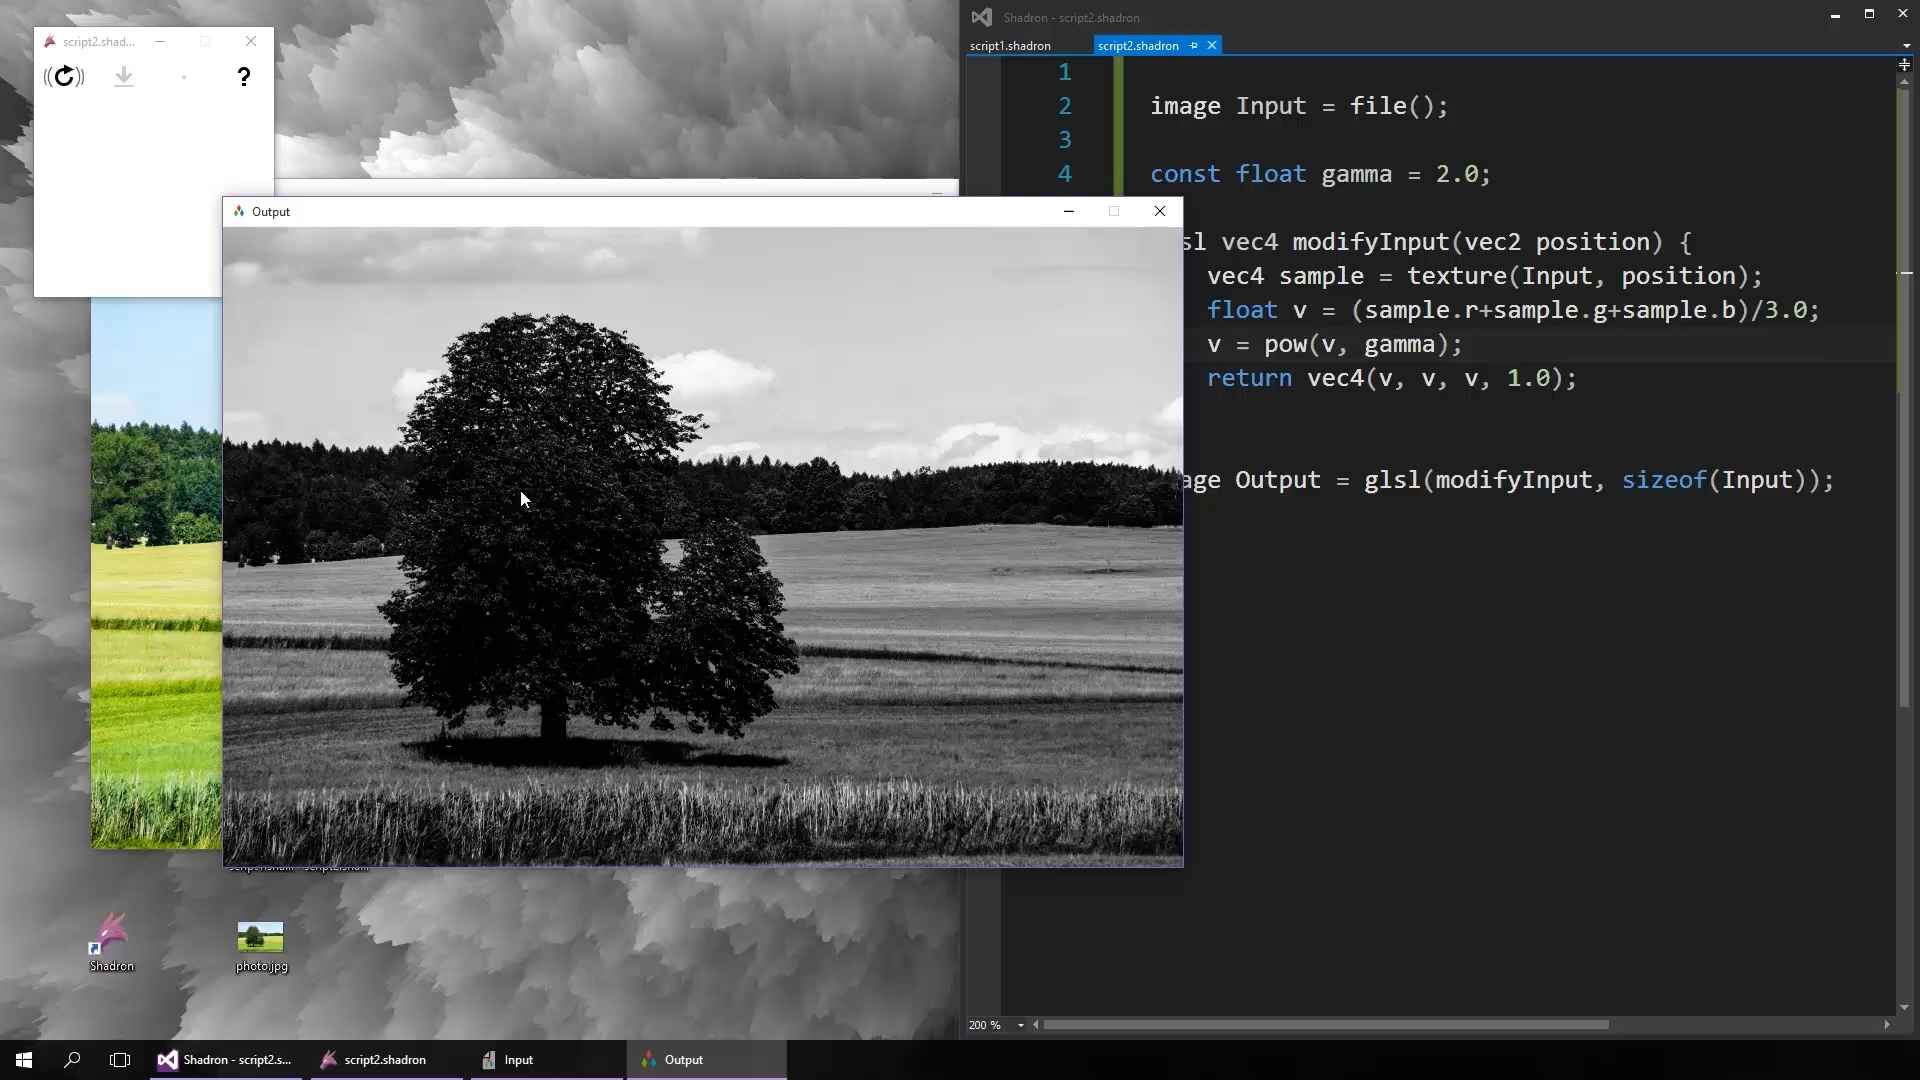 script2.shad...
?
Shadron - script2.shadron
script1.shadron
script2.shadron
1
2 image Input = file();
3
4 const float gamma = 2.0;
Output
sl vec4 modifyInput(vec2 position) {
vec4 sample = texture(Input, position);
float v = (sample.r+sample.g+sample.b)/3.0;
v = pow(v, gamma);
return vec4(v, v, v, 1.0);
age Output = glsl(modifyInput, sizeof(Input));
Shadron
photo.jpg
200 %
Shadron - script2.s...
script2.shadron
Input
Output